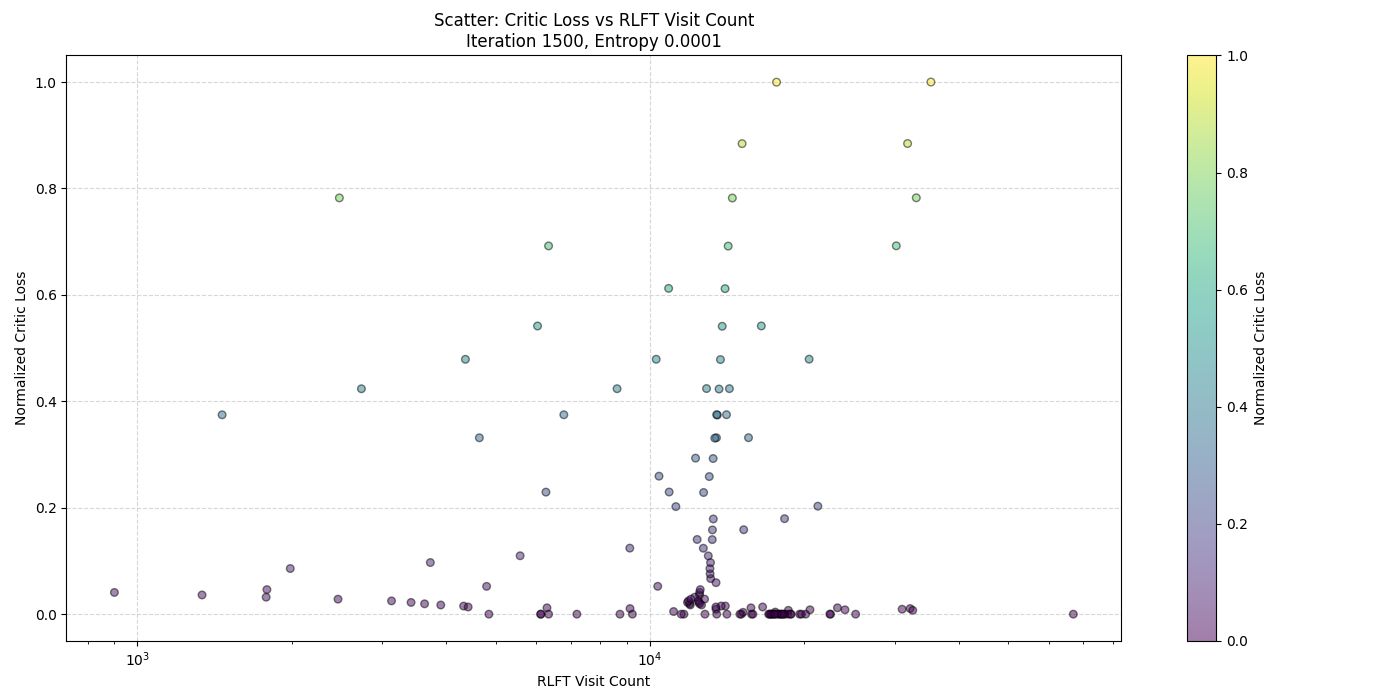 Scatter: Critic Loss vs RLFT Visit Count
Iteration 1500, Entropy 0.0001
Normalized Critic Loss
1.0
0.8
0.6
0.4
0.2
0.0
10³
10⁴
RLFT Visit Count
1.0
0.8
0.6
0.4
0.2
0.0
Normalized Critic Loss